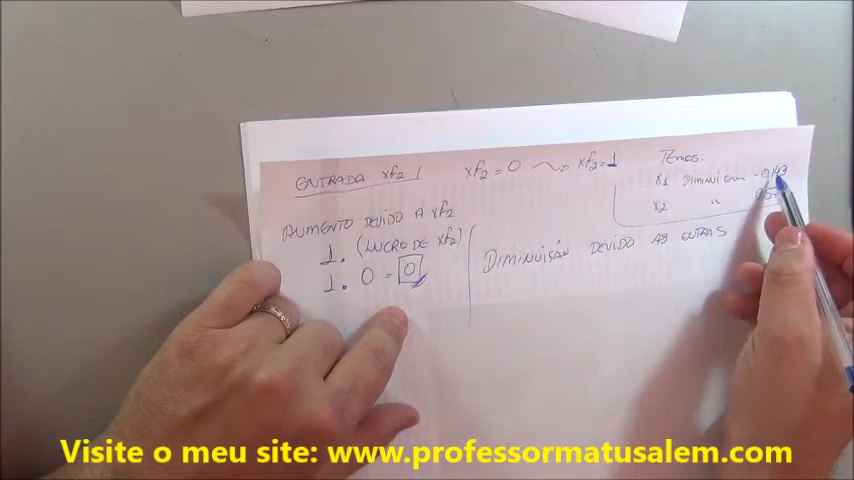 ENTRADA xf2 1
xf2 = 0 xf2 = 1
Temos:
x1 DIMINUI EM
x2 "
AUMENTO DEVIDO A xf2
1. (LUCRO DE xf2)
1. 0 = 0
DIMINUIÇÃO DEVIDO AS OUTRAS
Visite o meu site: www.professormatusalem.com